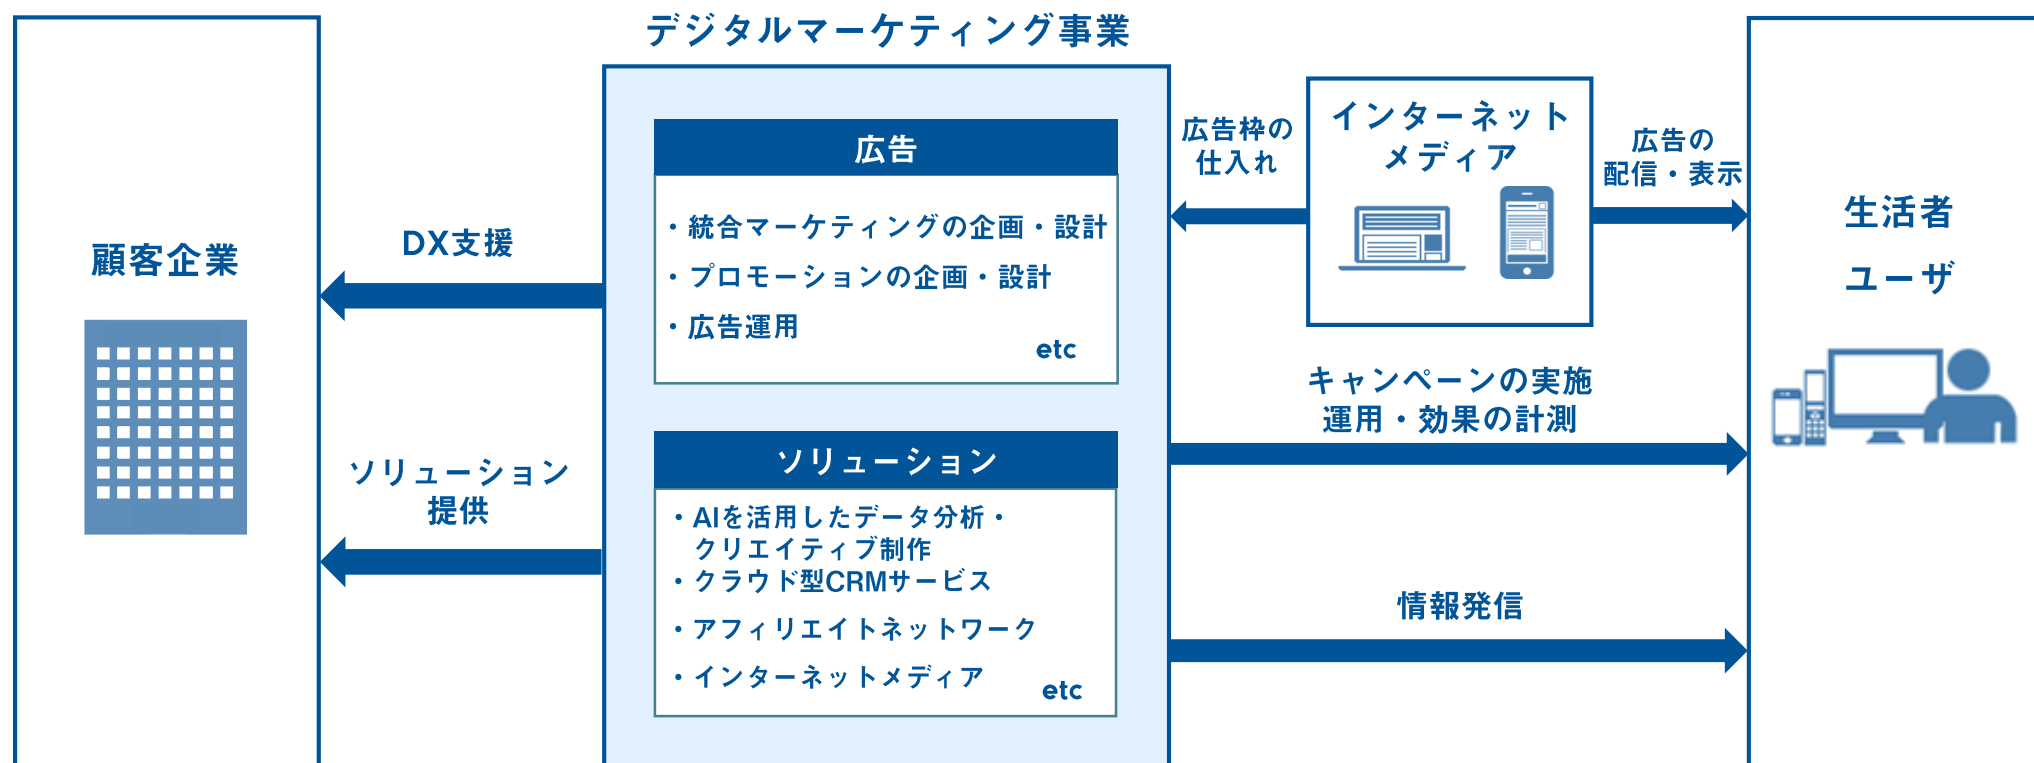 デジタルマーケティング事業
顧客企業
DX支援
ソリューション
提供
広告
・統合マーケティングの企画・設計
・プロモーションの企画・設計
・広告運用
etc
ソリューション
・AIを活用したデータ分析・
クリエイティブ制作
・クラウド型CRMサービス
・アフィリエイトネットワーク
・インターネットメディア
etc
広告枠の
仕入れ
インターネット
メディア
広告の
配信・表示
キャンペーンの実施
運用・効果の計測
情報発信
生活者
ユーザ